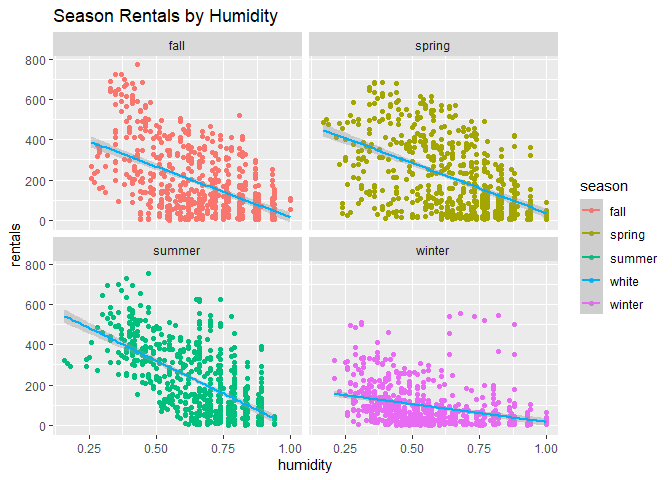 Season Rentals by Humidity
fall
spring
800
600
400
200
0
summer
winter
800
600
400
200
0
0.25
0.50
0.75
1.00
0.25
0.50
0.75
1.00
humidity
rentals
season
fall
spring
summer
white
winter